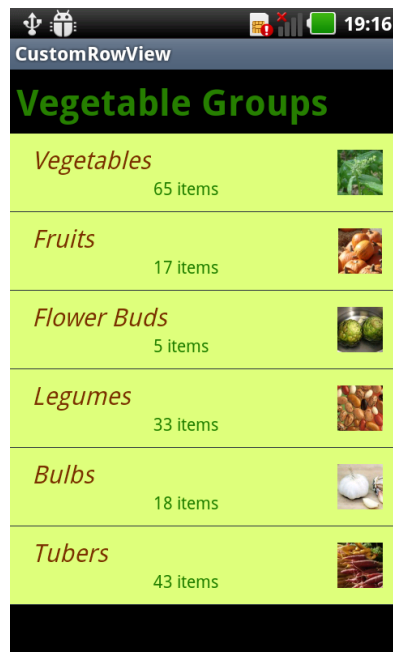 19:16
CustomRowView
Vegetable Groups
Vegetables
65 items
Fruits
17 items
Flower Buds
5 items
Legumes
33 items
Bulbs
18 items
Tubers
43 items